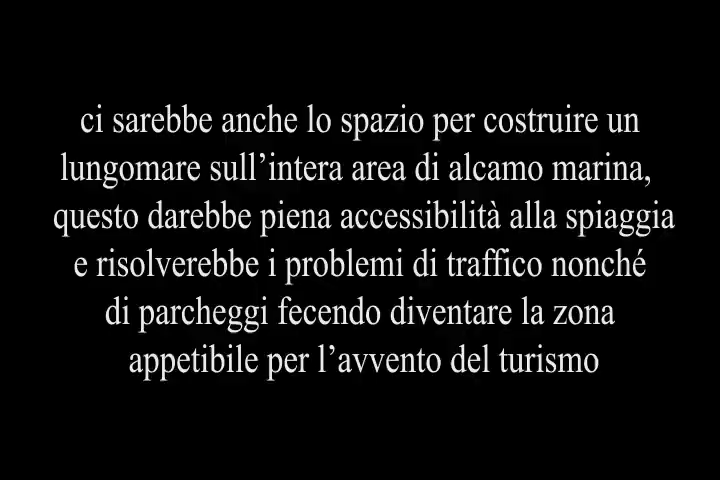 ci sarebbe anche lo spazio per costruire un
lungomare sull’intera area di alcamo marina,
questo darebbe piena accessibilità alla spiaggia
e risolverebbe i problemi di traffico nonché
di parcheggi fecendo diventare la zona
appetibile per l’avvento del turismo